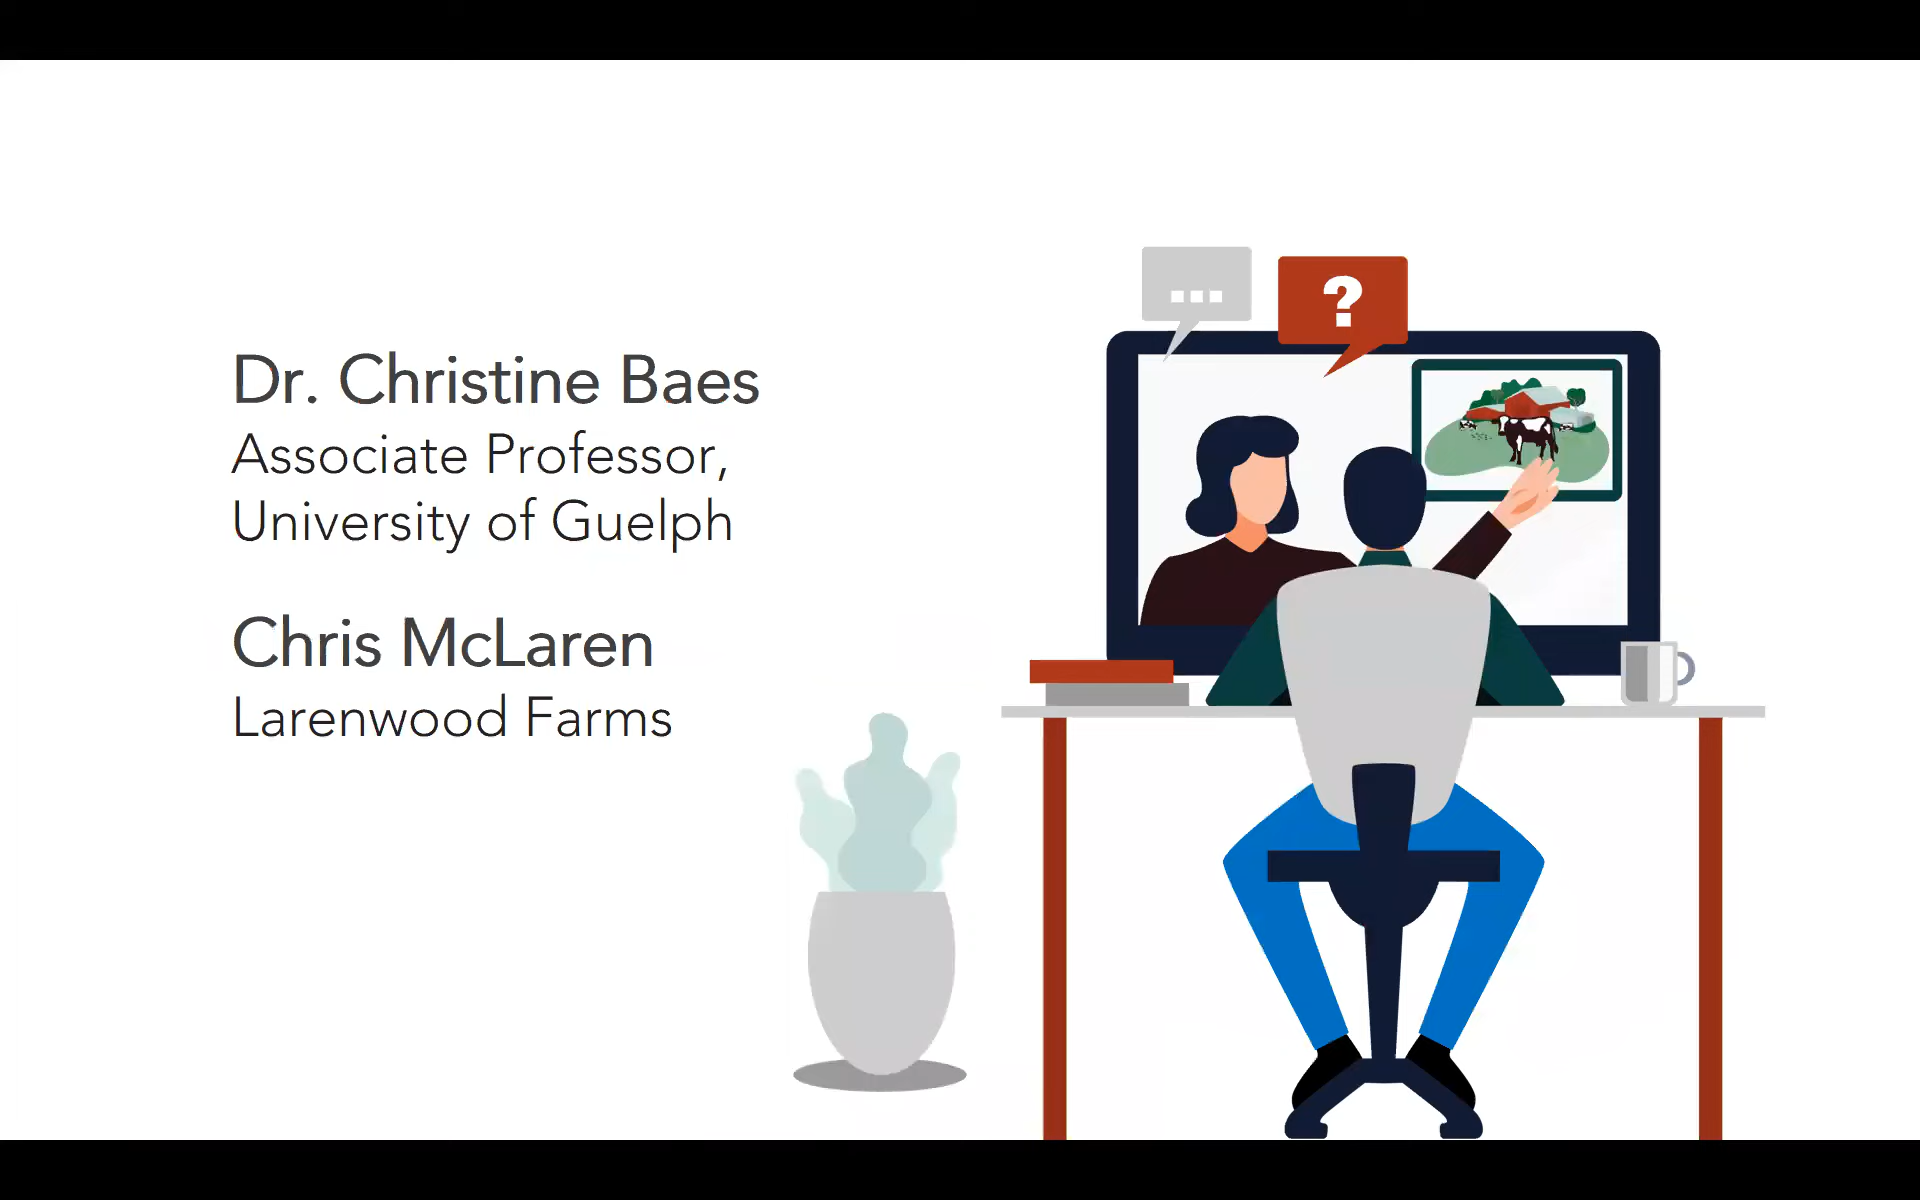 Dr. Christine Baes
Associate Professor,
University of Guelph
Chris McLaren
Larenwood Farms
...
?